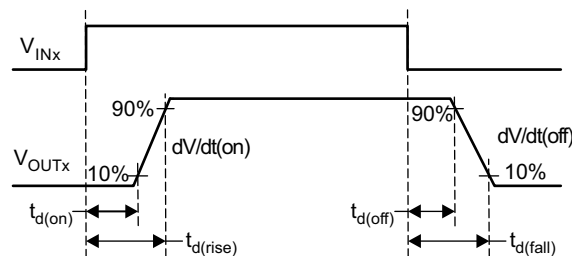 V_INx
90%
dV/dt(on)
90%
dV/dt(off)
V_OUTx
10%
10%
t_d(on)
t_d(off)
t_d(rise)
t_d(fall)